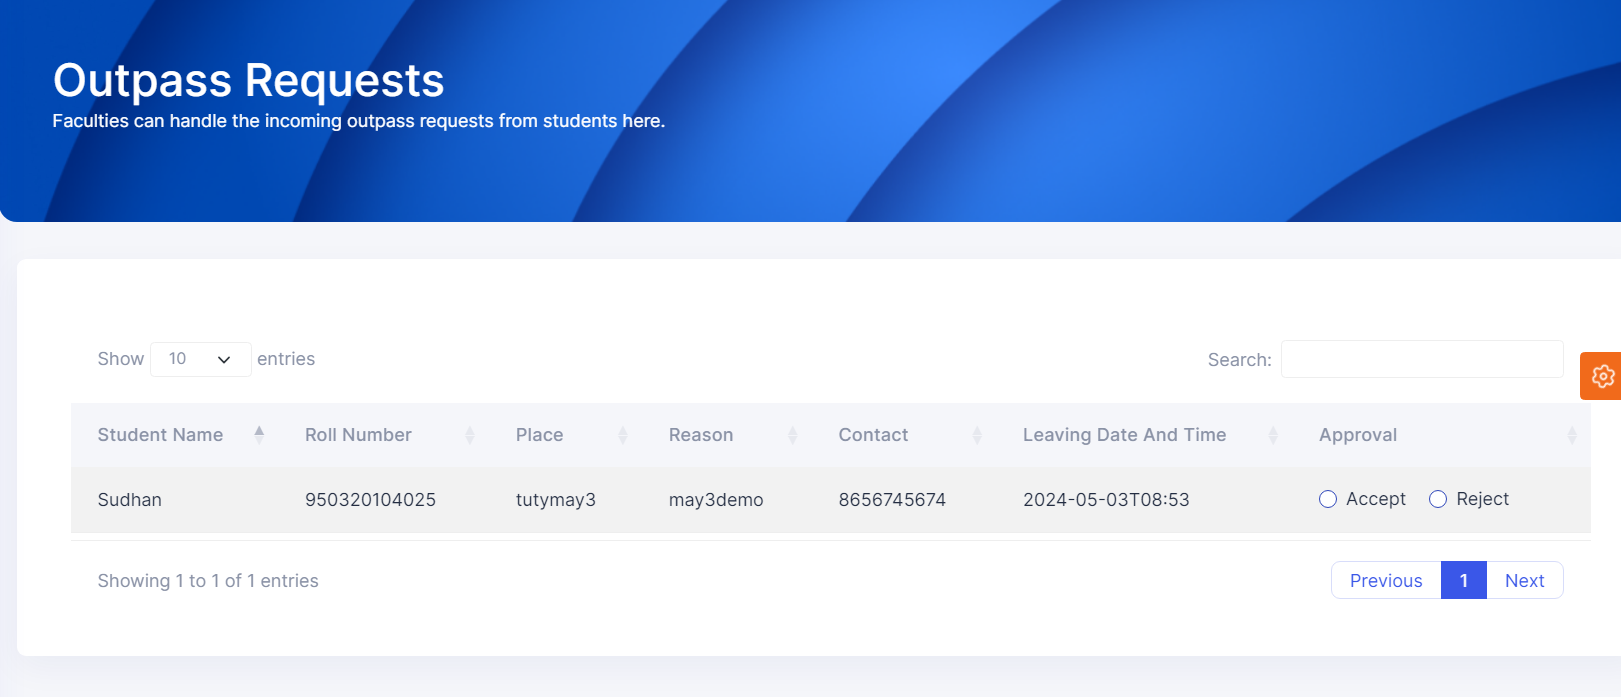 Outpass Requests
Faculties can handle the incoming outpass requests from students here.
Show 10 entries Search:
Student Name Roll Number Place Reason Contact Leaving Date And Time Approval
Sudhan 950320104025 tutymay3 may3demo 8656745674 2024-05-03T08:53 Accept Reject
Showing 1 to 1 of 1 entries Previous 1 Next